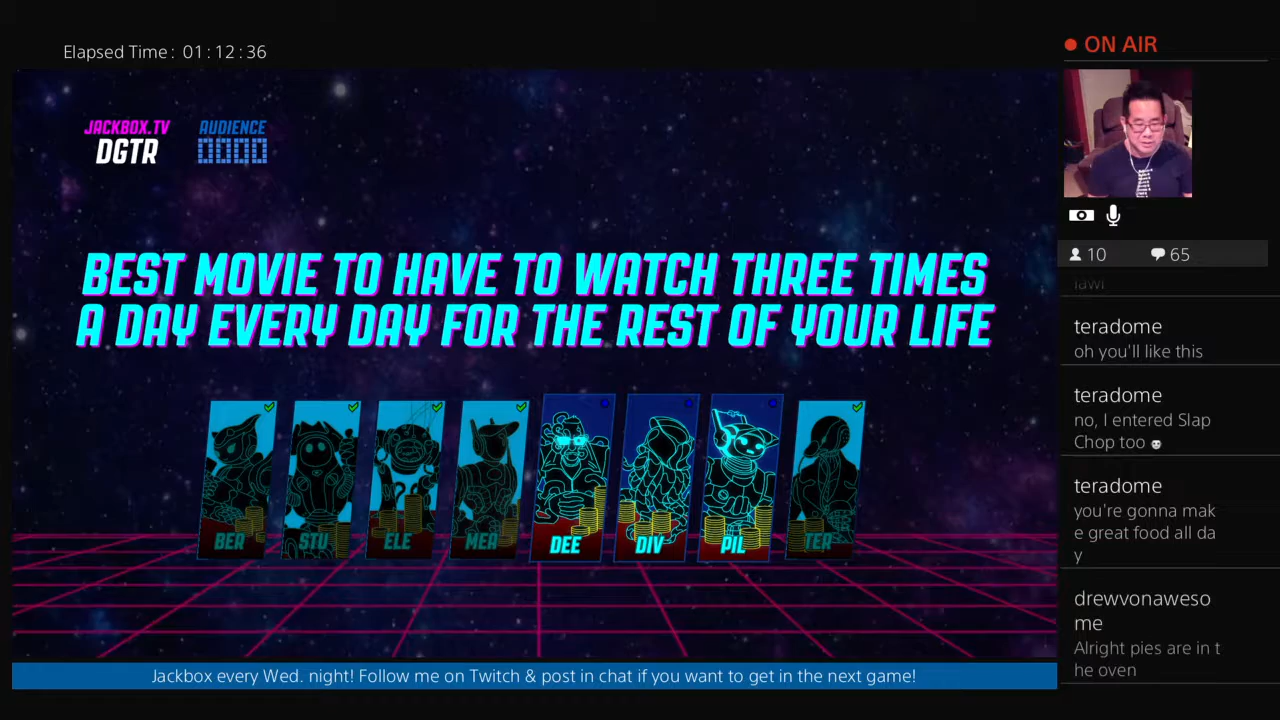 Elapsed Time: 01:12:36
ON AIR
JACKBOX.TV
DGTR
AUDIENCE
BEST MOVIE TO HAVE TO WATCH THREE TIMES
A DAY EVERY DAY FOR THE REST OF YOUR LIFE
BER
STU
ELE
MER
DEE
DIV
PIL
TER
Jackbox every Wed. night! Follow me on Twitch & post in chat if you want to get in the next game!
10
65
teradome
oh you'll like this
teradome
no, I entered Slap
Chop too
teradome
you're gonna mak
e great food all da
y
drewvonaweso
me
Alright pies are in t
he oven